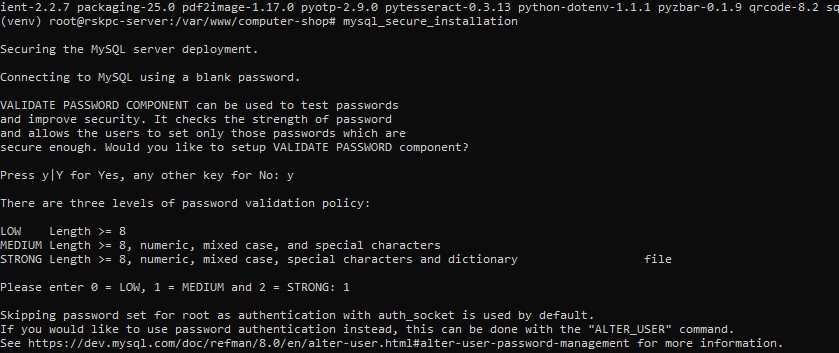 ient-2.2.7 packaging-25.0 pdf2image-1.17.0 pyotp-2.9.0 pytesseract-0.3.13 python-dotenv-1.1.1 pyzbar-0.1.9 qrcode-8.2 sq
(venv) root@rskpc-server:/var/www/computer-shop# mysql_secure_installation
Securing the MySQL server deployment.
Connecting to MySQL using a blank password.
VALIDATE PASSWORD COMPONENT can be used to test passwords
and improve security. It checks the strength of password
and allows the users to set only those passwords which are
secure enough. Would you like to setup VALIDATE PASSWORD component?
Press y|Y for Yes, any other key for No: y
There are three levels of password validation policy:
LOW    Length >= 8
MEDIUM Length >= 8, numeric, mixed case, and special characters
STRONG Length >= 8, numeric, mixed case, special characters and dictionary                  file
Please enter 0 = LOW, 1 = MEDIUM and 2 = STRONG: 1
Skipping password set for root as authentication with auth_socket is used by default.
If you would like to use password authentication instead, this can be done with the "ALTER_USER" command.
See https://dev.mysql.com/doc/refman/8.0/en/alter-user.html#alter-user-password-management for more information.